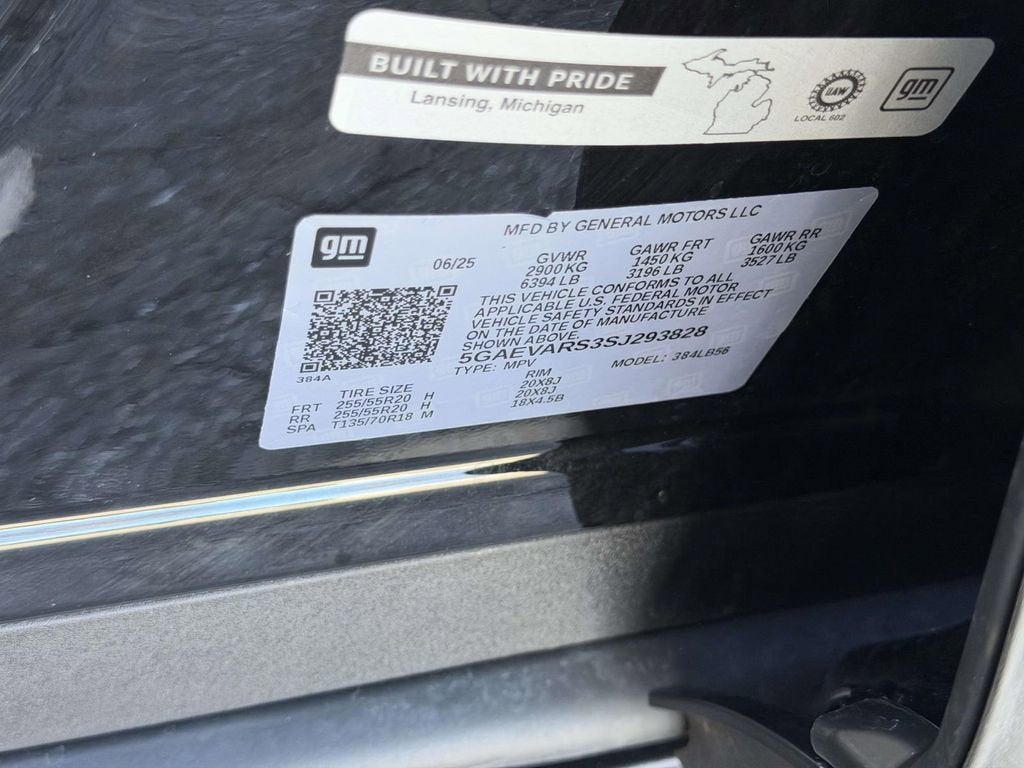 BUILT WITH PRIDE
Lansing, Michigan
UAW
LOCAL 602
gm
gm
MFD BY GENERAL MOTORS LLC
06/25
GVWR GAWR FRT GAWR RR
2900 KG 1450 KG 1600 KG
6394 LB 3196 LB 3527 LB
THIS VEHICLE CONFORMS TO ALL
APPLICABLE U.S. FEDERAL MOTOR
VEHICLE SAFETY STANDARDS IN EFFECT
ON THE DATE OF MANUFACTURE
SHOWN ABOVE.
5GAEVARS3SJ293828
TYPE: MPV MODEL: 384LB56
384A
TIRE SIZE RIM
FRT 255/55R20 H 20X8J
RR 255/55R20 H 20X8J
SPA T135/70R18 M 18X4.5B